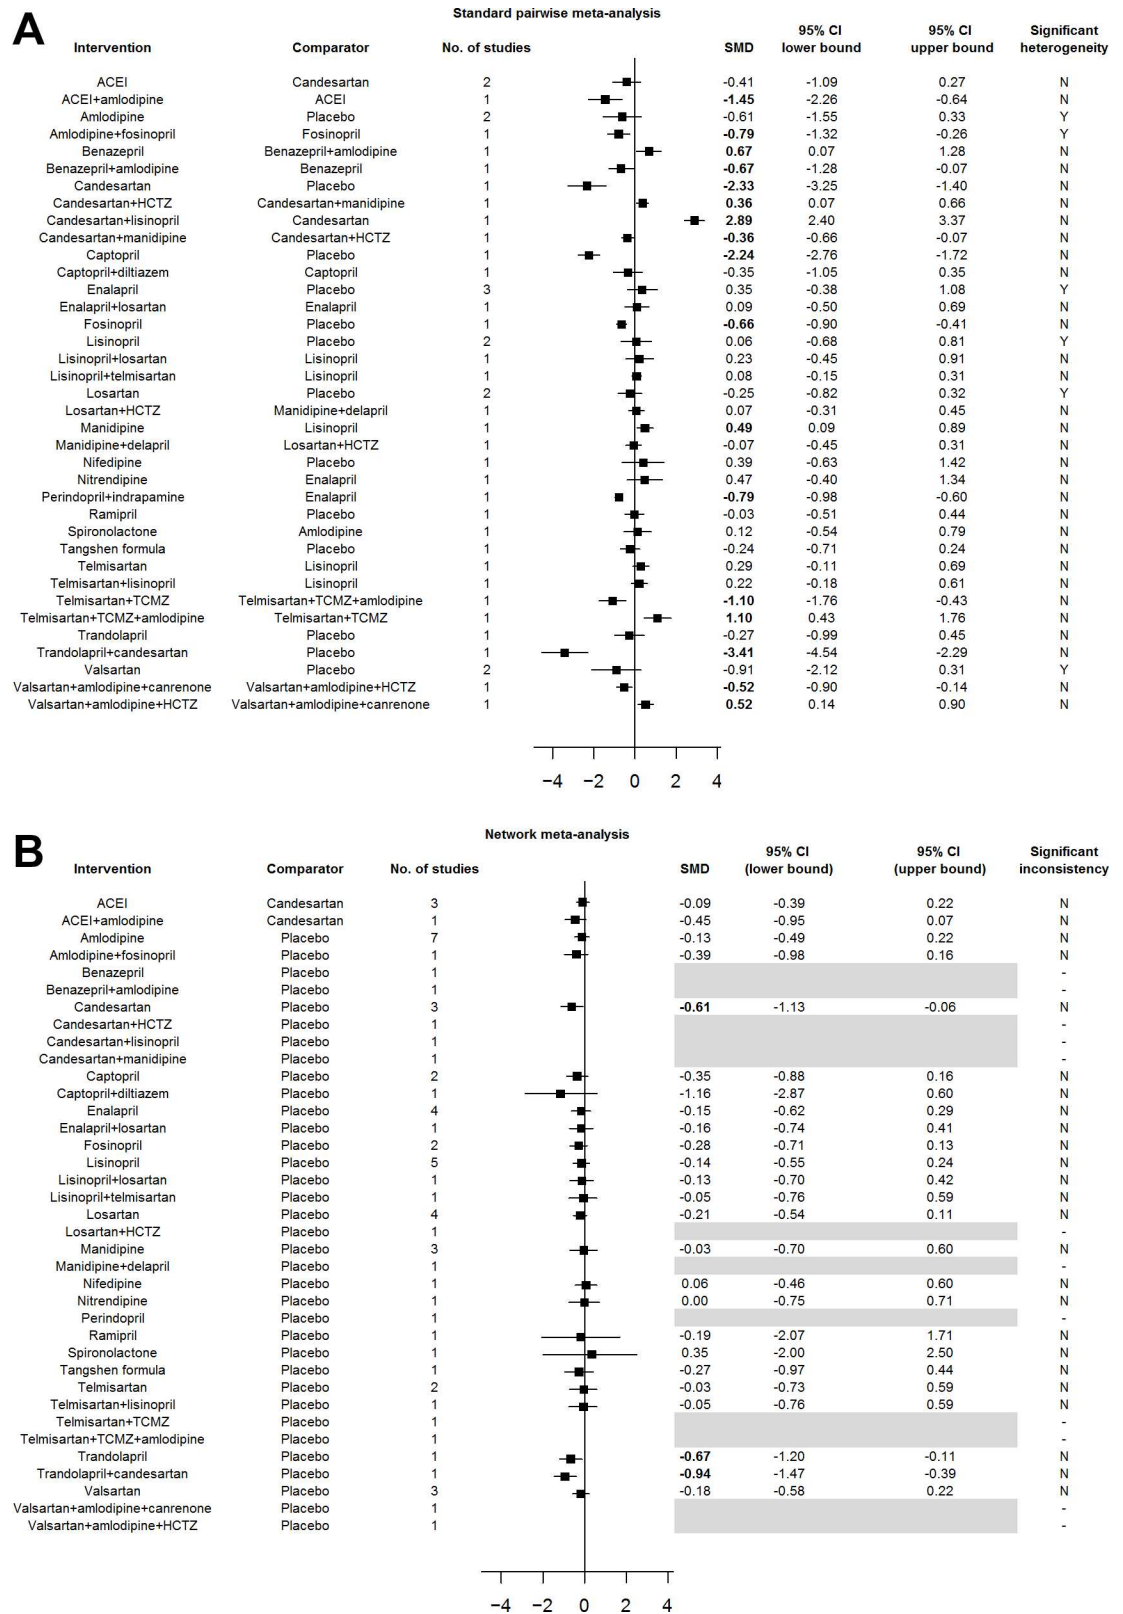 A
Standard pairwise meta-analysis
95% CI 95% CI Significant
Intervention Comparator No. of studies SMD lower bound upper bound heterogeneity
ACEI Candesartan 2 -0.41 -1.09 0.27 N
ACEI+amlodipine ACEI 1 -1.45 -2.26 -0.64 N
Amlodipine Placebo 2 -0.61 -1.55 0.33 Y
Amlodipine+fosinopril Fosinopril 1 -0.79 -1.32 -0.26 Y
Benazepril Benazepril+amlodipine 1 0.67 0.07 1.28 N
Benazepril+amlodipine Benazepril 1 -0.67 -1.28 -0.07 N
Candesartan Placebo 1 -2.33 -3.25 -1.40 N
Candesartan+HCTZ Candesartan+manidipine 1 0.36 0.07 0.66 N
Candesartan+lisinopril Candesartan 1 2.89 2.40 3.37 N
Candesartan+manidipine Candesartan+HCTZ 1 -0.36 -0.66 -0.07 N
Captopril Placebo 1 -2.24 -2.76 -1.72 N
Captopril+diltiazem Captopril 1 -0.35 -1.05 0.35 N
Enalapril Placebo 3 0.35 -0.38 1.08 Y
Enalapril+losartan Enalapril 1 0.09 -0.50 0.69 N
Fosinopril Placebo 1 -0.66 -0.90 -0.41 N
Lisinopril Placebo 2 0.06 -0.68 0.81 Y
Lisinopril+losartan Lisinopril 1 0.23 -0.45 0.91 N
Lisinopril+telmisartan Lisinopril 1 0.08 -0.15 0.31 N
Losartan Placebo 2 -0.25 -0.82 0.32 Y
Losartan+HCTZ Manidipine+delapril 1 0.07 -0.31 0.45 N
Manidipine Lisinopril 1 0.49 0.09 0.89 N
Manidipine+delapril Losartan+HCTZ 1 -0.07 -0.45 0.31 N
Nifedipine Placebo 1 0.39 -0.63 1.42 N
Nitrendipine Enalapril 1 0.47 -0.40 1.34 N
Perindopril+indrapamine Enalapril 1 -0.79 -0.98 -0.60 N
Ramipril Placebo 1 -0.03 -0.51 0.44 N
Spironolactone Amlodipine 1 0.12 -0.54 0.79 N
Tangshen formula Placebo 1 -0.24 -0.71 0.24 N
Telmisartan Lisinopril 1 0.29 -0.11 0.69 N
Telmisartan+lisinopril Lisinopril 1 0.22 -0.18 0.61 N
Telmisartan+TCMZ Telmisartan+TCMZ+amlodipine 1 -1.10 -1.76 -0.43 N
Telmisartan+TCMZ+amlodipine Telmisartan+TCMZ 1 1.10 0.43 1.76 N
Trandolapril Placebo 1 -0.27 -0.99 0.45 N
Trandolapril+candesartan Placebo 1 -3.41 -4.54 -2.29 N
Valsartan Placebo 2 -0.91 -2.12 0.31 Y
Valsartan+amlodipine+canrenone Valsartan+amlodipine+HCTZ 1 -0.52 -0.90 -0.14 N
Valsartan+amlodipine+HCTZ Valsartan+amlodipine+canrenone 1 0.52 0.14 0.90 N
−4 −2 0 2 4
B
Network meta-analysis
95% CI 95% CI Significant
Intervention Comparator No. of studies SMD (lower bound) (upper bound) inconsistency
ACEI Candesartan 3 -0.09 -0.39 0.22 N
ACEI+amlodipine Candesartan 1 -0.45 -0.95 0.07 N
Amlodipine Placebo 7 -0.13 -0.49 0.22 N
Amlodipine+fosinopril Placebo 1 -0.39 -0.98 0.16 N
Benazepril Placebo 1 -
Benazepril+amlodipine Placebo 1 -
Candesartan Placebo 3 -0.61 -1.13 -0.06 N
Candesartan+HCTZ Placebo 1 -
Candesartan+lisinopril Placebo 1 -
Candesartan+manidipine Placebo 1 -
Captopril Placebo 2 -0.35 -0.88 0.16 N
Captopril+diltiazem Placebo 1 -1.16 -2.87 0.60 N
Enalapril Placebo 4 -0.15 -0.62 0.29 N
Enalapril+losartan Placebo 1 -0.16 -0.74 0.41 N
Fosinopril Placebo 2 -0.28 -0.71 0.13 N
Lisinopril Placebo 5 -0.14 -0.55 0.24 N
Lisinopril+losartan Placebo 1 -0.13 -0.70 0.42 N
Lisinopril+telmisartan Placebo 1 -0.05 -0.76 0.59 N
Losartan Placebo 4 -0.21 -0.54 0.11 N
Losartan+HCTZ Placebo 1 -
Manidipine Placebo 3 -0.03 -0.70 0.60 N
Manidipine+delapril Placebo 1 -
Nifedipine Placebo 1 0.06 -0.46 0.60 N
Nitrendipine Placebo 1 0.00 -0.75 0.71 N
Perindopril Placebo 1 -
Ramipril Placebo 1 -0.19 -2.07 1.71 N
Spironolactone Placebo 1 0.35 -2.00 2.50 N
Tangshen formula Placebo 1 -0.27 -0.97 0.44 N
Telmisartan Placebo 2 -0.03 -0.73 0.59 N
Telmisartan+lisinopril Placebo 1 -0.05 -0.76 0.59 N
Telmisartan+TCMZ Placebo 1 -
Telmisartan+TCMZ+amlodipine Placebo 1 -
Trandolapril Placebo 1 -0.67 -1.20 -0.11 N
Trandolapril+candesartan Placebo 1 -0.94 -1.47 -0.39 N
Valsartan Placebo 3 -0.18 -0.58 0.22 N
Valsartan+amlodipine+canrenone Placebo 1 -
Valsartan+amlodipine+HCTZ Placebo 1 -
−4 −2 0 2 4